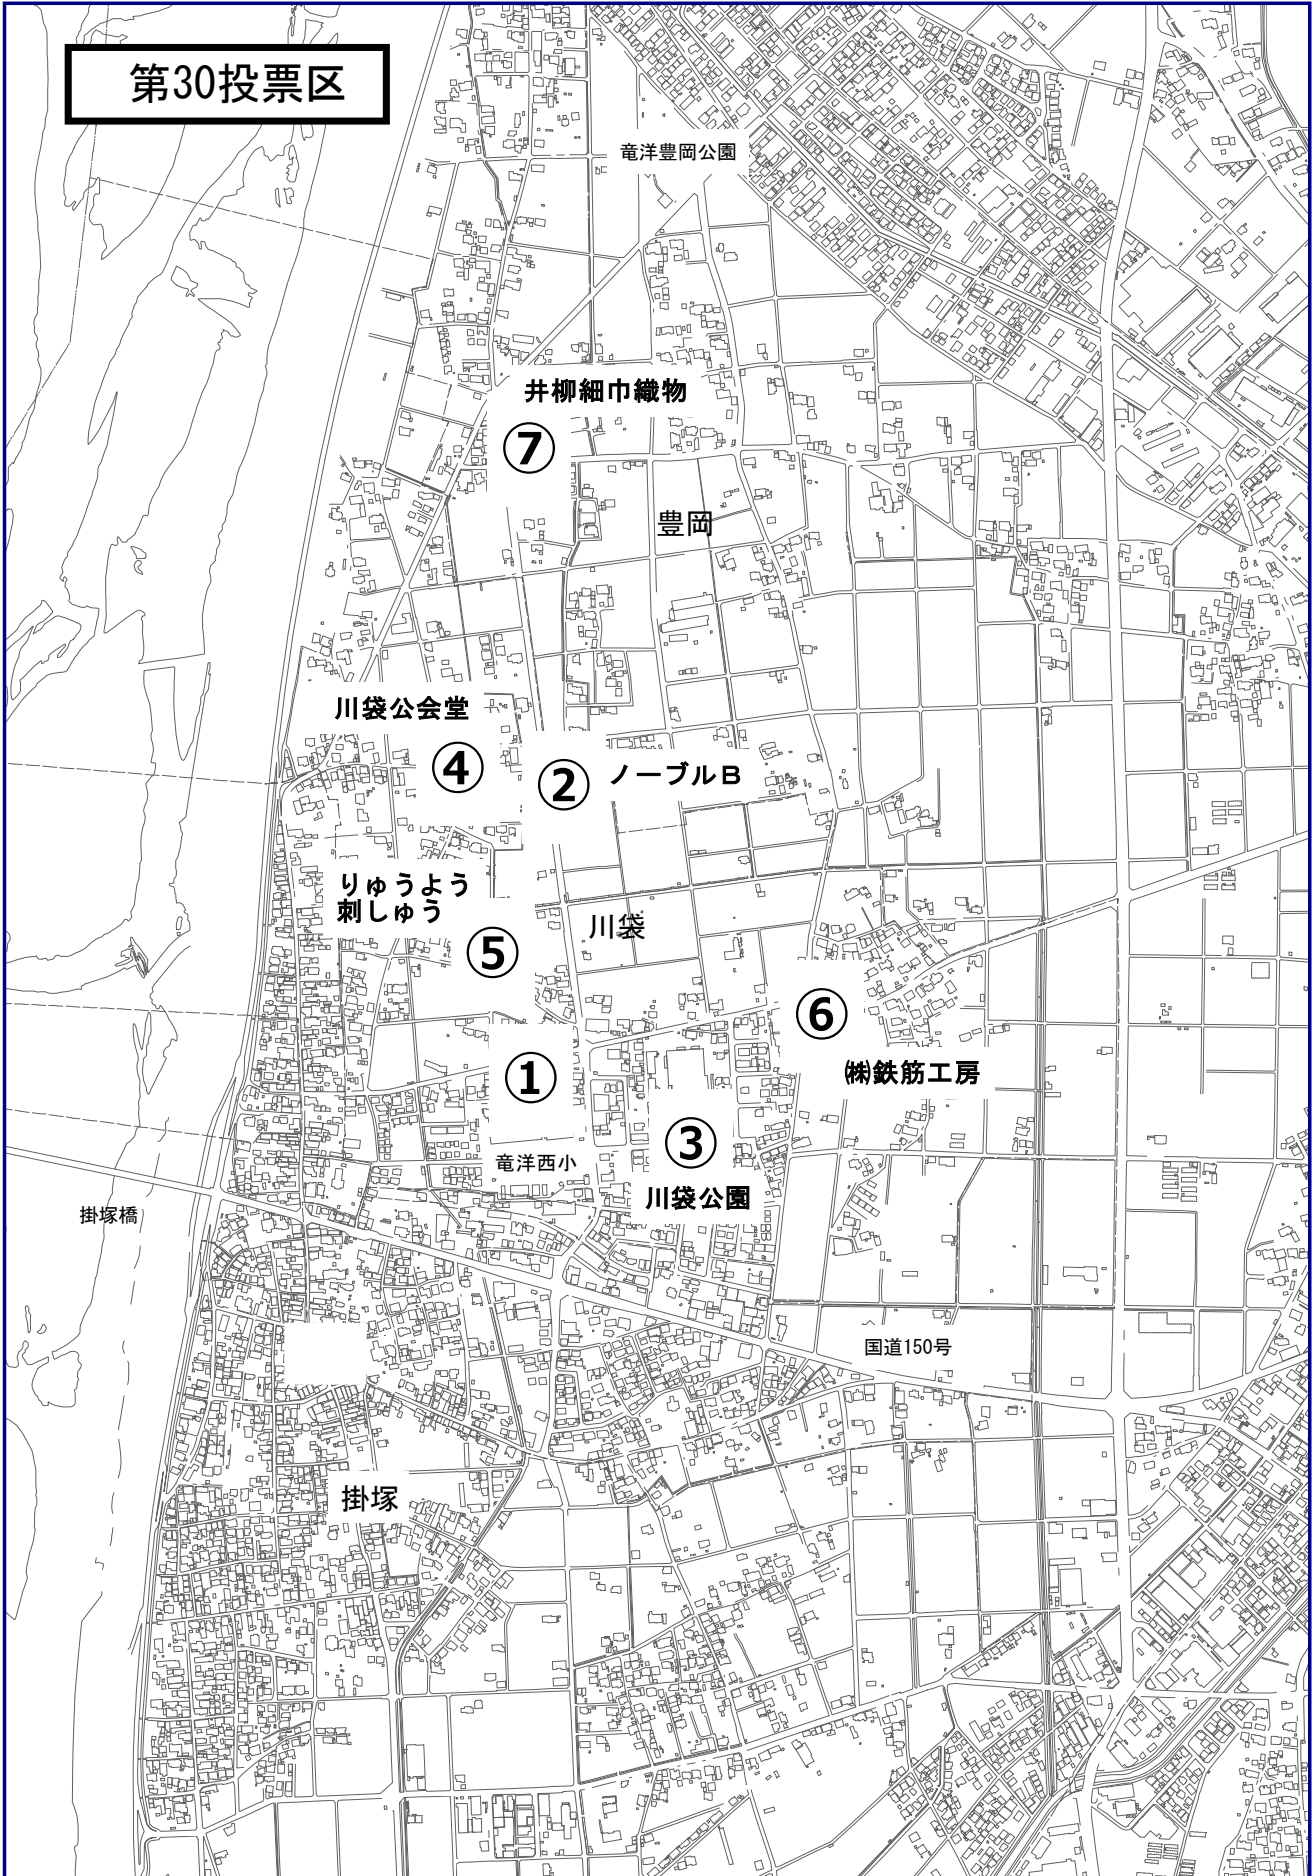 第30投票区
竜洋豊岡公園
井柳細巾織物
⑦
豊岡
川袋公会堂
④
②
ノーブルB
りゅうよう
刺しゅう
川袋
⑤
⑥
①
㈱鉄筋工房
③
竜洋西小
川袋公園
掛塚橋
国道150号
掛塚